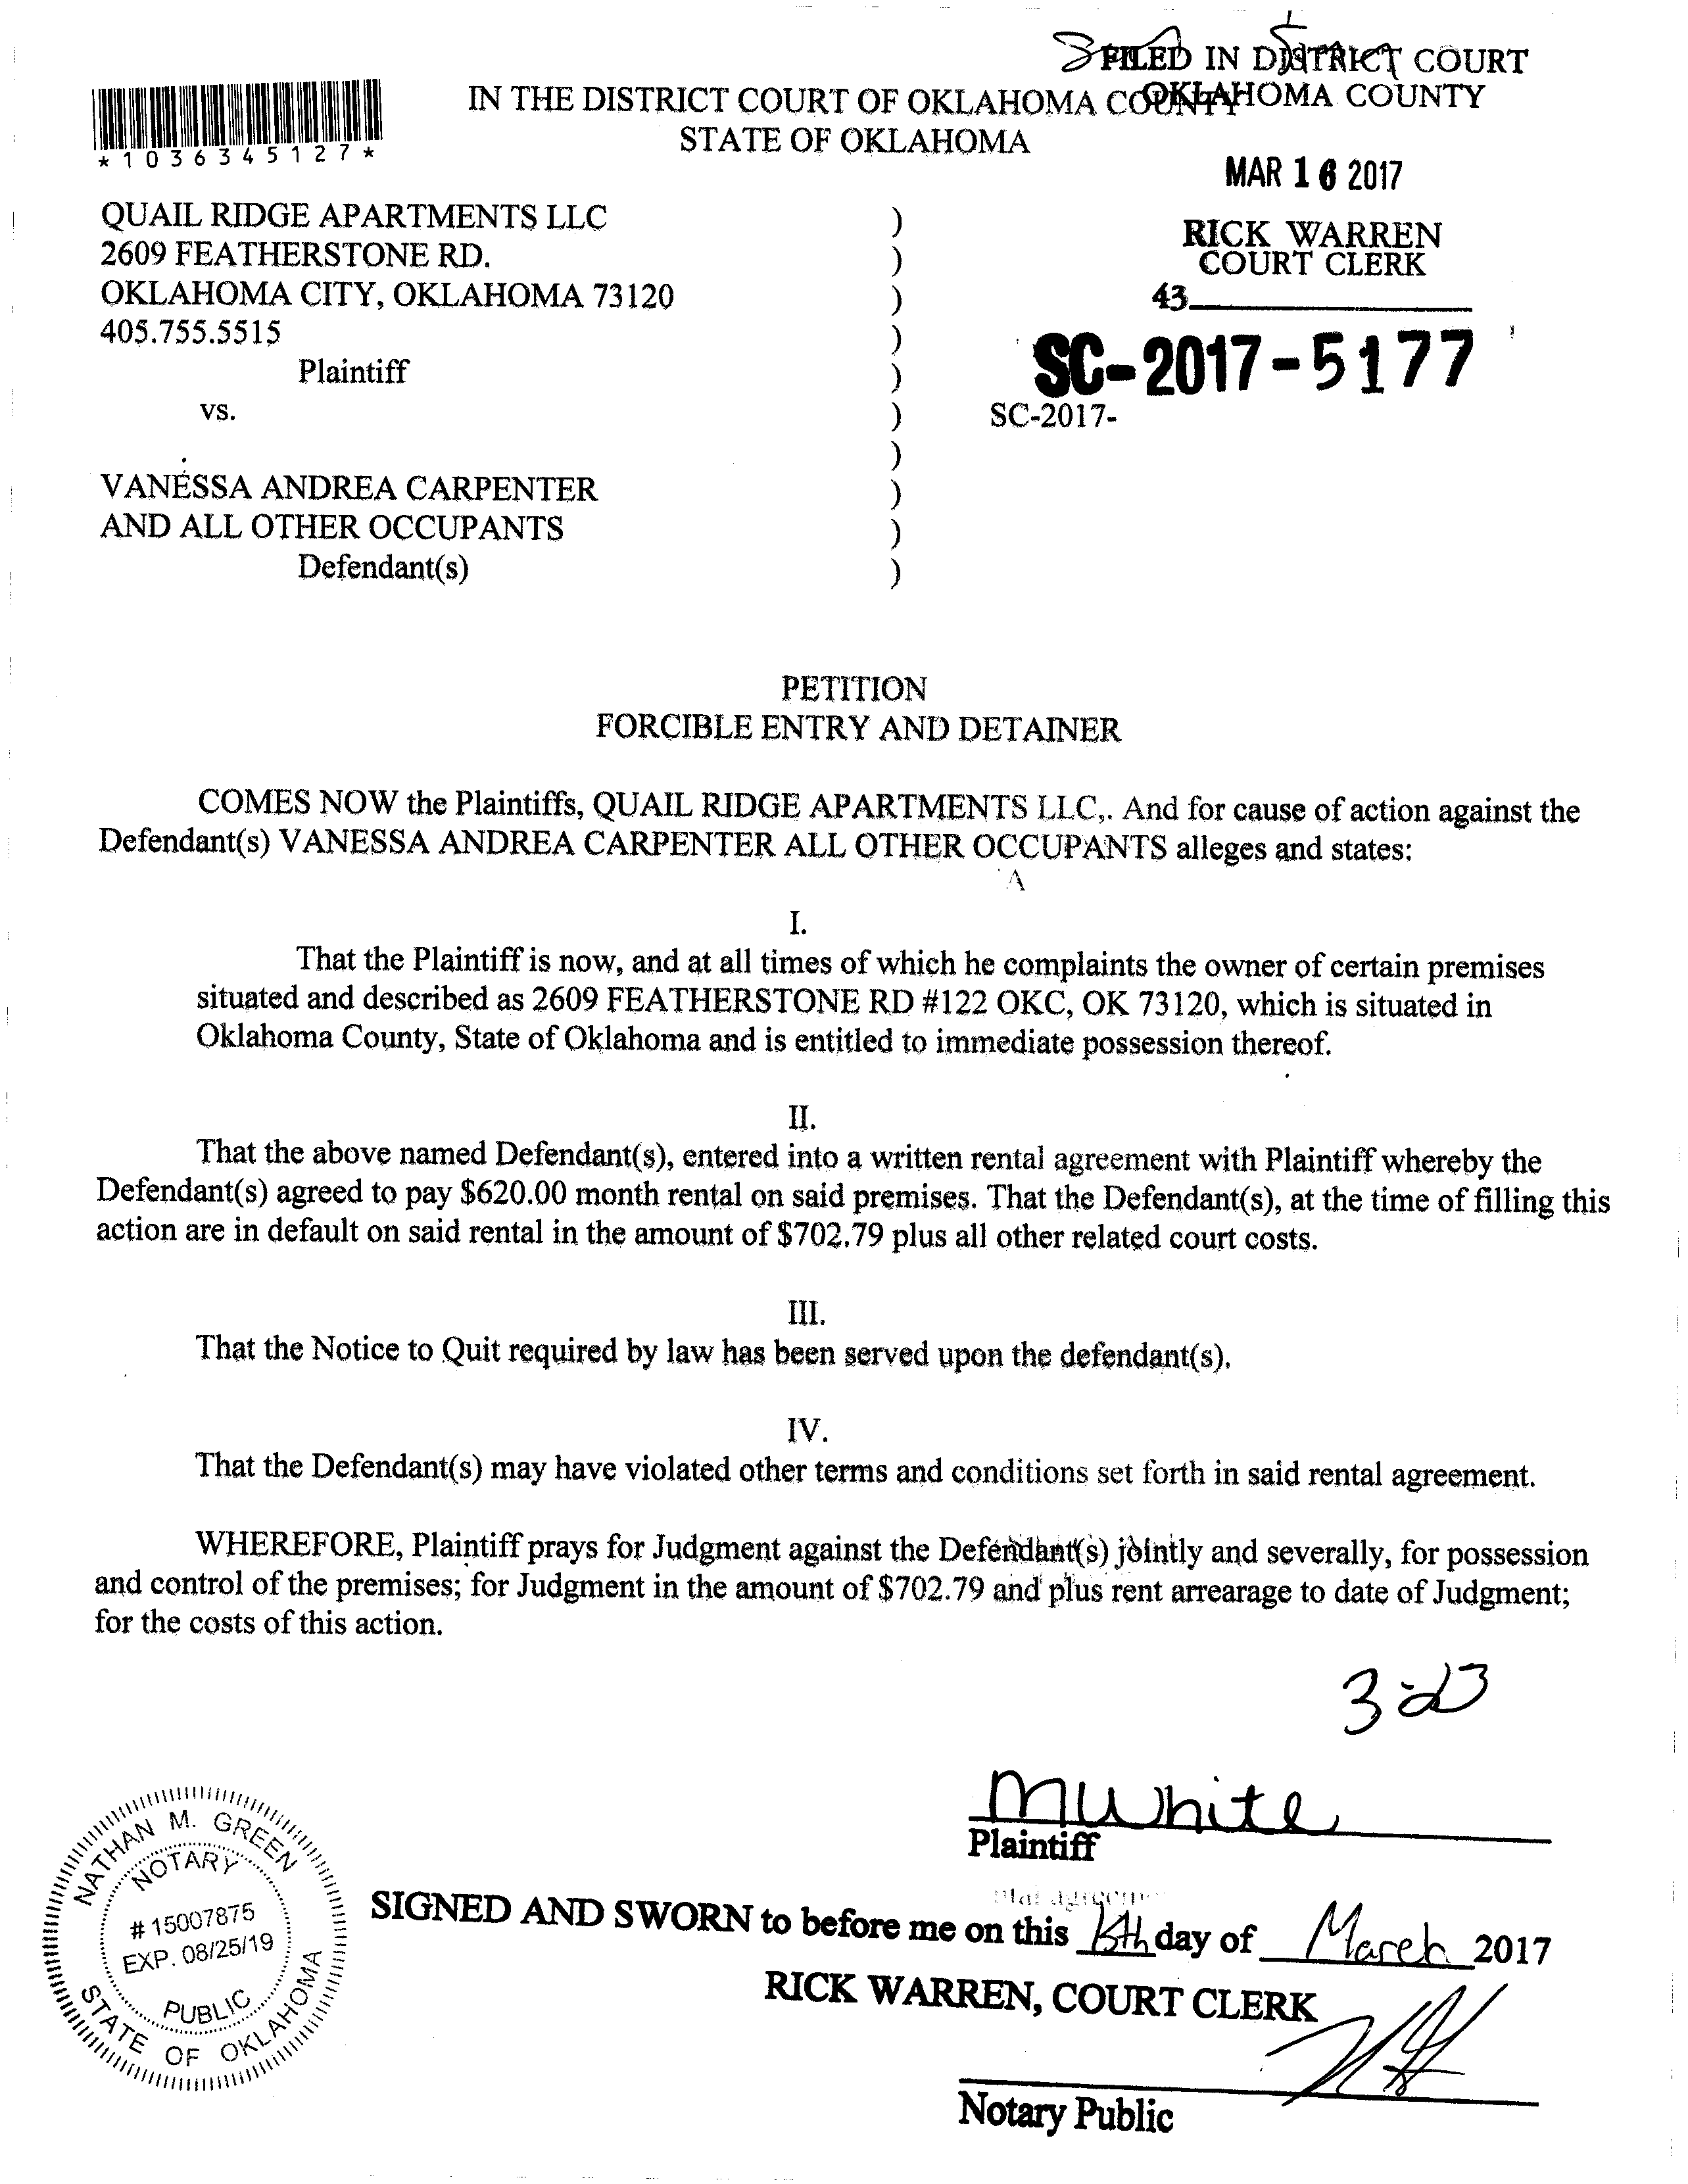 FILED IN DISTRICT COURT
OKLAHOMA COUNTY
IN THE DISTRICT COURT OF OKLAHOMA COUNTY
STATE OF OKLAHOMA
*1036345127*
MAR 16 2017
RICK WARREN
COURT CLERK
43
SC-2017-5177
SC-2017-
QUAIL RIDGE APARTMENTS LLC )
2609 FEATHERSTONE RD. )
OKLAHOMA CITY, OKLAHOMA 73120 )
405.755.5515 )
Plaintiff )
vs. )
)
VANESSA ANDREA CARPENTER )
AND ALL OTHER OCCUPANTS )
Defendant(s) )
PETITION
FORCIBLE ENTRY AND DETAINER
COMES NOW the Plaintiffs, QUAIL RIDGE APARTMENTS LLC,. And for cause of action against the
Defendant(s) VANESSA ANDREA CARPENTER ALL OTHER OCCUPANTS alleges and states:
A
I.
That the Plaintiff is now, and at all times of which he complaints the owner of certain premises
situated and described as 2609 FEATHERSTONE RD #122 OKC, OK 73120, which is situated in
Oklahoma County, State of Oklahoma and is entitled to immediate possession thereof.
II.
That the above named Defendant(s), entered into a written rental agreement with Plaintiff whereby the
Defendant(s) agreed to pay $620.00 month rental on said premises. That the Defendant(s), at the time of filling this
action are in default on said rental in the amount of $702.79 plus all other related court costs.
III.
That the Notice to Quit required by law has been served upon the defendant(s).
IV.
That the Defendant(s) may have violated other terms and conditions set forth in said rental agreement.
WHEREFORE, Plaintiff prays for Judgment against the Defendant(s) jointly and severally, for possession
and control of the premises; for Judgment in the amount of $702.79 and plus rent arrearage to date of Judgment;
for the costs of this action.
3-23
MWhite
Plaintiff
SIGNED AND SWORN to before me on this day of March 2017
RICK WARREN, COURT CLERK
Notary Public
NATHAN M. GREEN
NOTARY
# 15007875
EXP. 08/25/19
PUBLIC
STATE OF OKLAHOMA